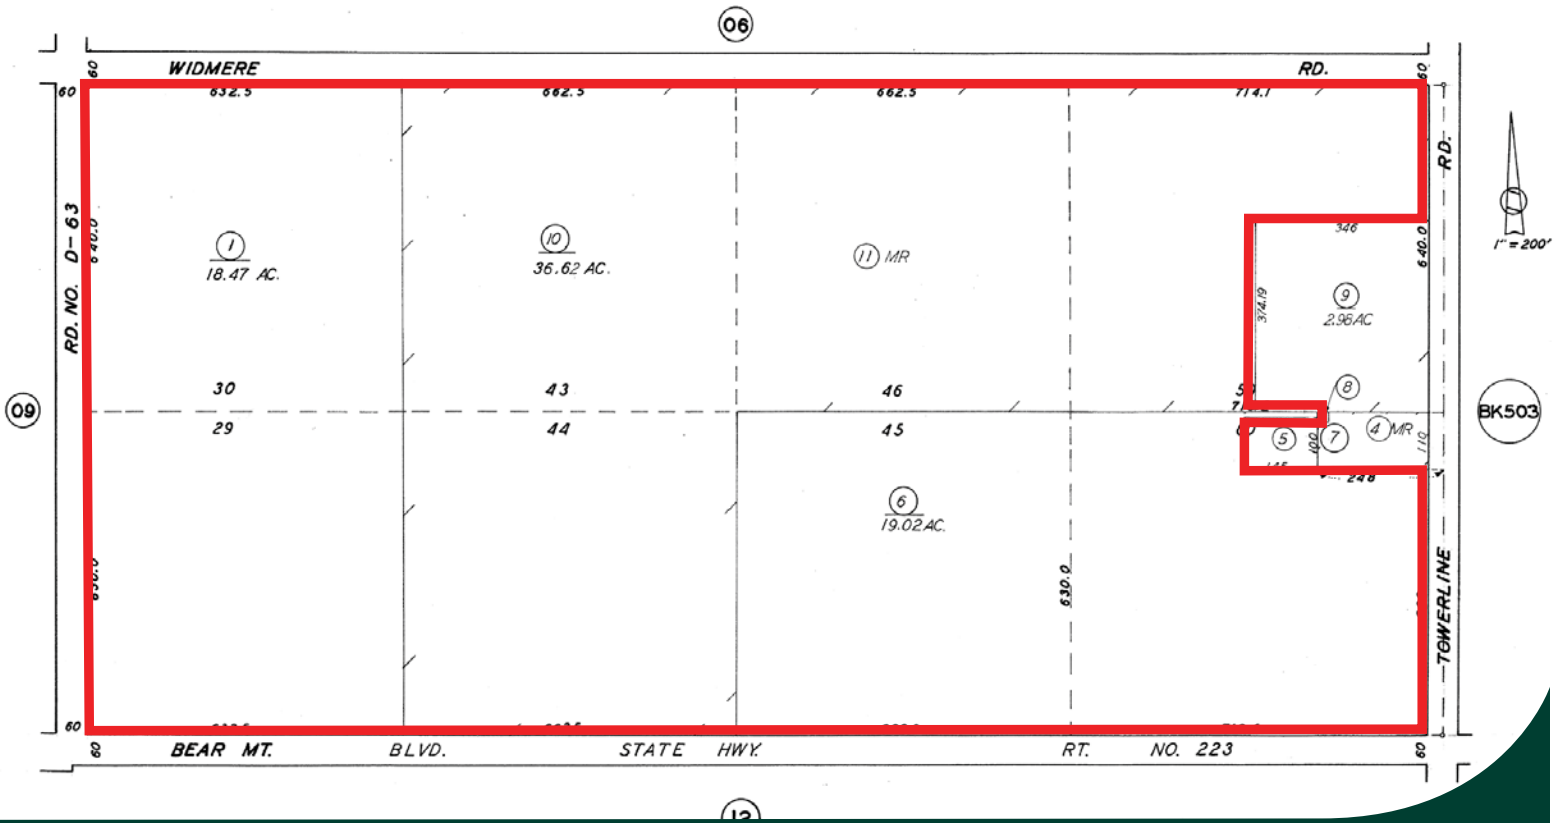 06
WIDMERE RD.
60 60
60 632.5 662.5 662.5 714.1
RD.
RD. NO. D-63
640.0
1
18.47 AC.
10
36.62 AC.
11 MR
346
640.0
1" = 200'
374.19
9
2.98 AC
8
30 43 46
09
BK503
29 44 45
5 7 4 MR
100 110
248
6
19.02 AC.
630.0
TOWERLINE
60
BEAR MT. BLVD. STATE HWY. RT. NO. 223
60 60
12